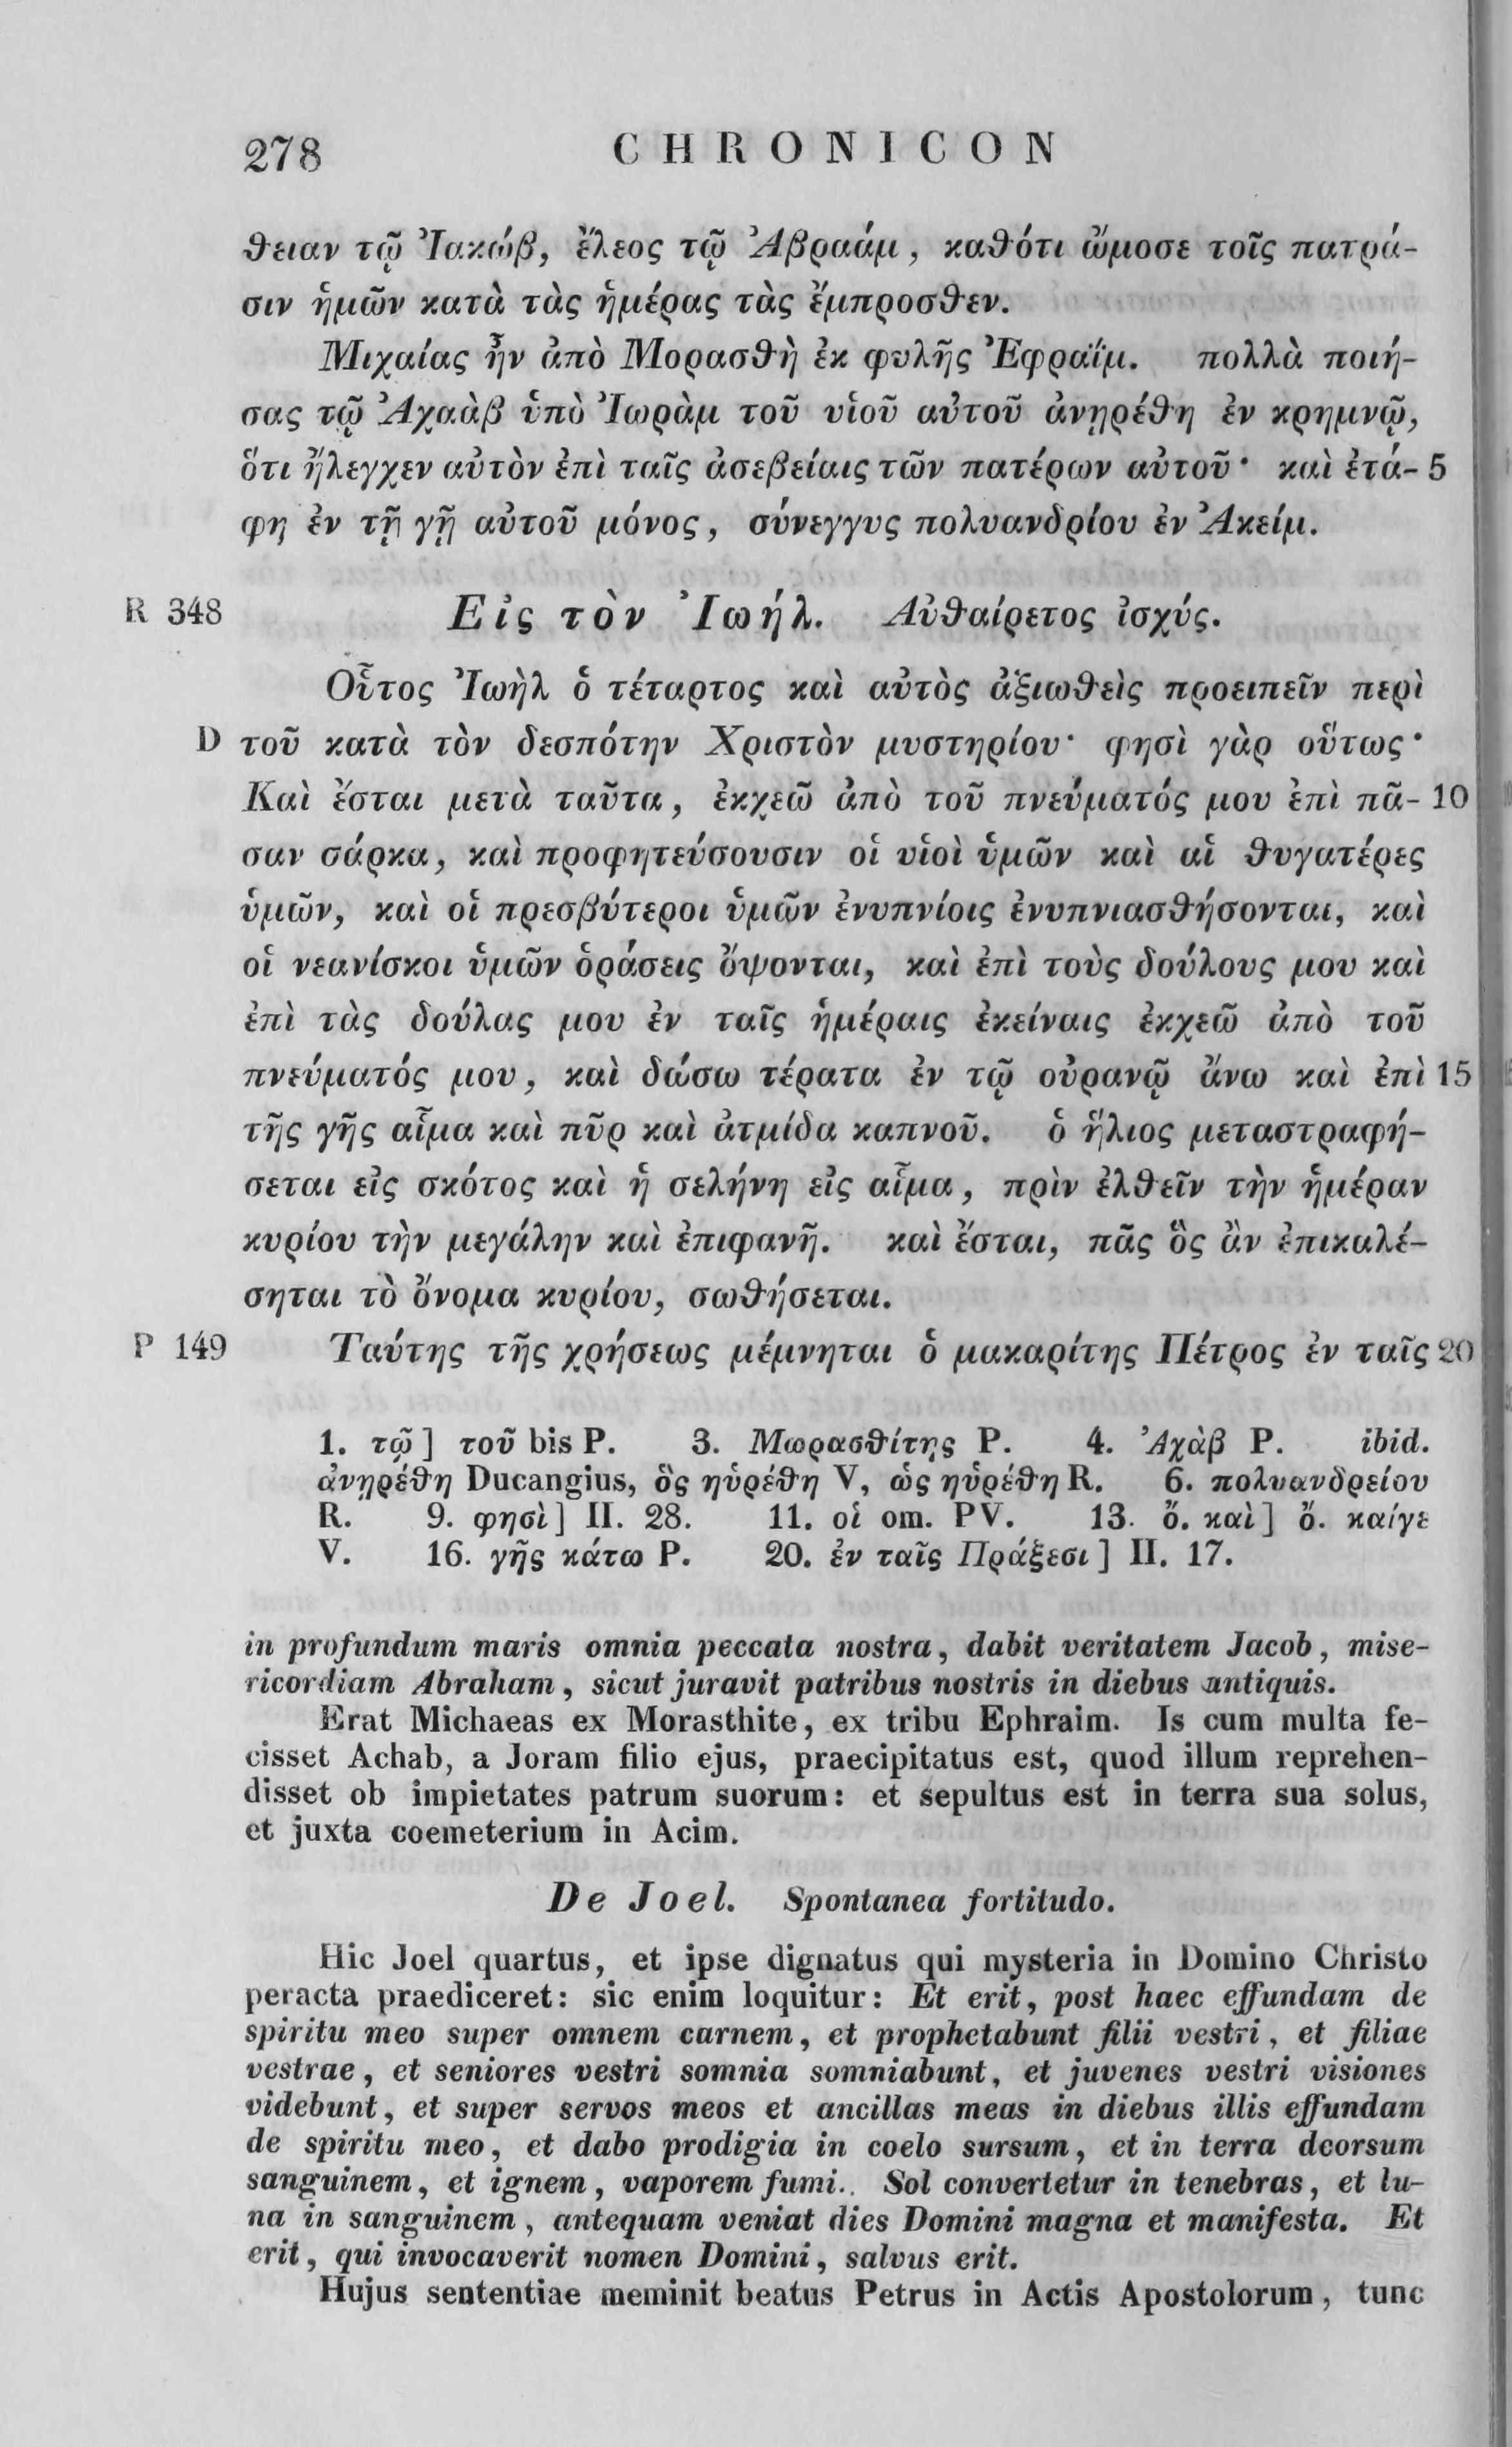 278 CHRONICON
θειαν τῷ Ἰακώβ, ἔλεος τῷ Ἀβραάμ, καθότι ὤμοσε τοῖς πατρά-
σιν ἡμῶν κατὰ τὰς ἡμέρας τὰς ἔμπροσθεν.
Μιχαίας ἦν ἀπὸ Μορασθὴ ἐκ φυλῆς Ἐφραΐμ. πολλὰ ποιή-
σας τῷ Ἀχαὰβ ὑπὸ Ἰωρὰμ τοῦ υἱοῦ αὐτοῦ ἀνῃρέθη ἐν κρημνῷ,
ὅτι ἤλεγχεν αὐτὸν ἐπὶ ταῖς ἀσεβείαις τῶν πατέρων αὐτοῦ· καὶ ἐτά- 5
φη ἐν τῇ γῇ αὐτοῦ μόνος, σύνεγγυς πολυανδρίου ἐν Ἀκείμ.
R 348 Εἰς τὸν Ἰωήλ. Αὐθαίρετος ἰσχύς.
Οὗτος Ἰωὴλ ὁ τέταρτος καὶ αὐτὸς ἀξιωθεὶς προειπεῖν περὶ
D τοῦ κατὰ τὸν δεσπότην Χριστὸν μυστηρίου· φησὶ γὰρ οὕτως·
Καὶ ἔσται μετὰ ταῦτα, ἐκχεῶ ἀπὸ τοῦ πνεύματός μου ἐπὶ πᾶ- 10
σαν σάρκα, καὶ προφητεύσουσιν οἱ υἱοὶ ὑμῶν καὶ αἱ θυγατέρες
ὑμῶν, καὶ οἱ πρεσβύτεροι ὑμῶν ἐνυπνίοις ἐνυπνιασθήσονται, καὶ
οἱ νεανίσκοι ὑμῶν ὁράσεις ὄψονται, καὶ ἐπὶ τοὺς δούλους μου καὶ
ἐπὶ τὰς δούλας μου ἐν ταῖς ἡμέραις ἐκείναις ἐκχεῶ ἀπὸ τοῦ
πνεύματός μου, καὶ δώσω τέρατα ἐν τῷ οὐρανῷ ἄνω καὶ ἐπὶ 15
τῆς γῆς αἷμα καὶ πῦρ καὶ ἀτμίδα καπνοῦ. ὁ ἥλιος μεταστραφή-
σεται εἰς σκότος καὶ ἡ σελήνη εἰς αἷμα, πρὶν ἐλθεῖν τὴν ἡμέραν
κυρίου τὴν μεγάλην καὶ ἐπιφανῆ. καὶ ἔσται, πᾶς ὃς ἂν ἐπικαλέ-
σηται τὸ ὄνομα κυρίου, σωθήσεται.
P 149 Ταύτης τῆς χρήσεως μέμνηται ὁ μακαρίτης Πέτρος ἐν ταῖς 20
1. τῷ] τοῦ bis P. 3. Μωρασθίτης P. 4. Ἀχὰβ P. ibid.
ἀνῃρέθη Ducangius, ὃς ηὑρέθη V, ὡς ηὑρέθη R. 6. πολυανδρείου
R. 9. φησὶ] II. 28. 11. οἱ om. PV. 13. ὄ. καὶ] ὄ. καίγε
V. 16. γῆς κάτω P. 20. ἐν ταῖς Πράξεσι] II. 17.
in profundum maris omnia peccata nostra, dabit veritatem Jacob, mise-
ricordiam Abraham, sicut juravit patribus nostris in diebus antiquis.
Erat Michaeas ex Morasthite, ex tribu Ephraim. Is cum multa fe-
cisset Achab, a Joram filio ejus, praecipitatus est, quod illum reprehen-
disset ob impietates patrum suorum: et sepultus est in terra sua solus,
et juxta coemeterium in Acim.
De Joel. Spontanea fortitudo.
Hic Joel quartus, et ipse dignatus qui mysteria in Domino Christo
peracta praediceret: sic enim loquitur: Et erit, post haec effundam de
spiritu meo super omnem carnem, et prophetabunt filii vestri, et filiae
vestrae, et seniores vestri somnia somniabunt, et juvenes vestri visiones
videbunt, et super servos meos et ancillas meas in diebus illis effundam
de spiritu meo, et dabo prodigia in coelo sursum, et in terra deorsum
sanguinem, et ignem, vaporem fumi. Sol convertetur in tenebras, et lu-
na in sanguinem, antequam veniat dies Domini magna et manifesta. Et
erit, qui invocaverit nomen Domini, salvus erit.
Hujus sententiae meminit beatus Petrus in Actis Apostolorum, tunc